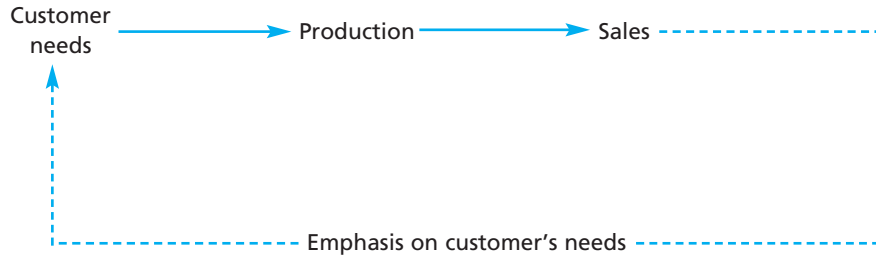 Customer
needs
Production
Sales
Emphasis on customer’s needs